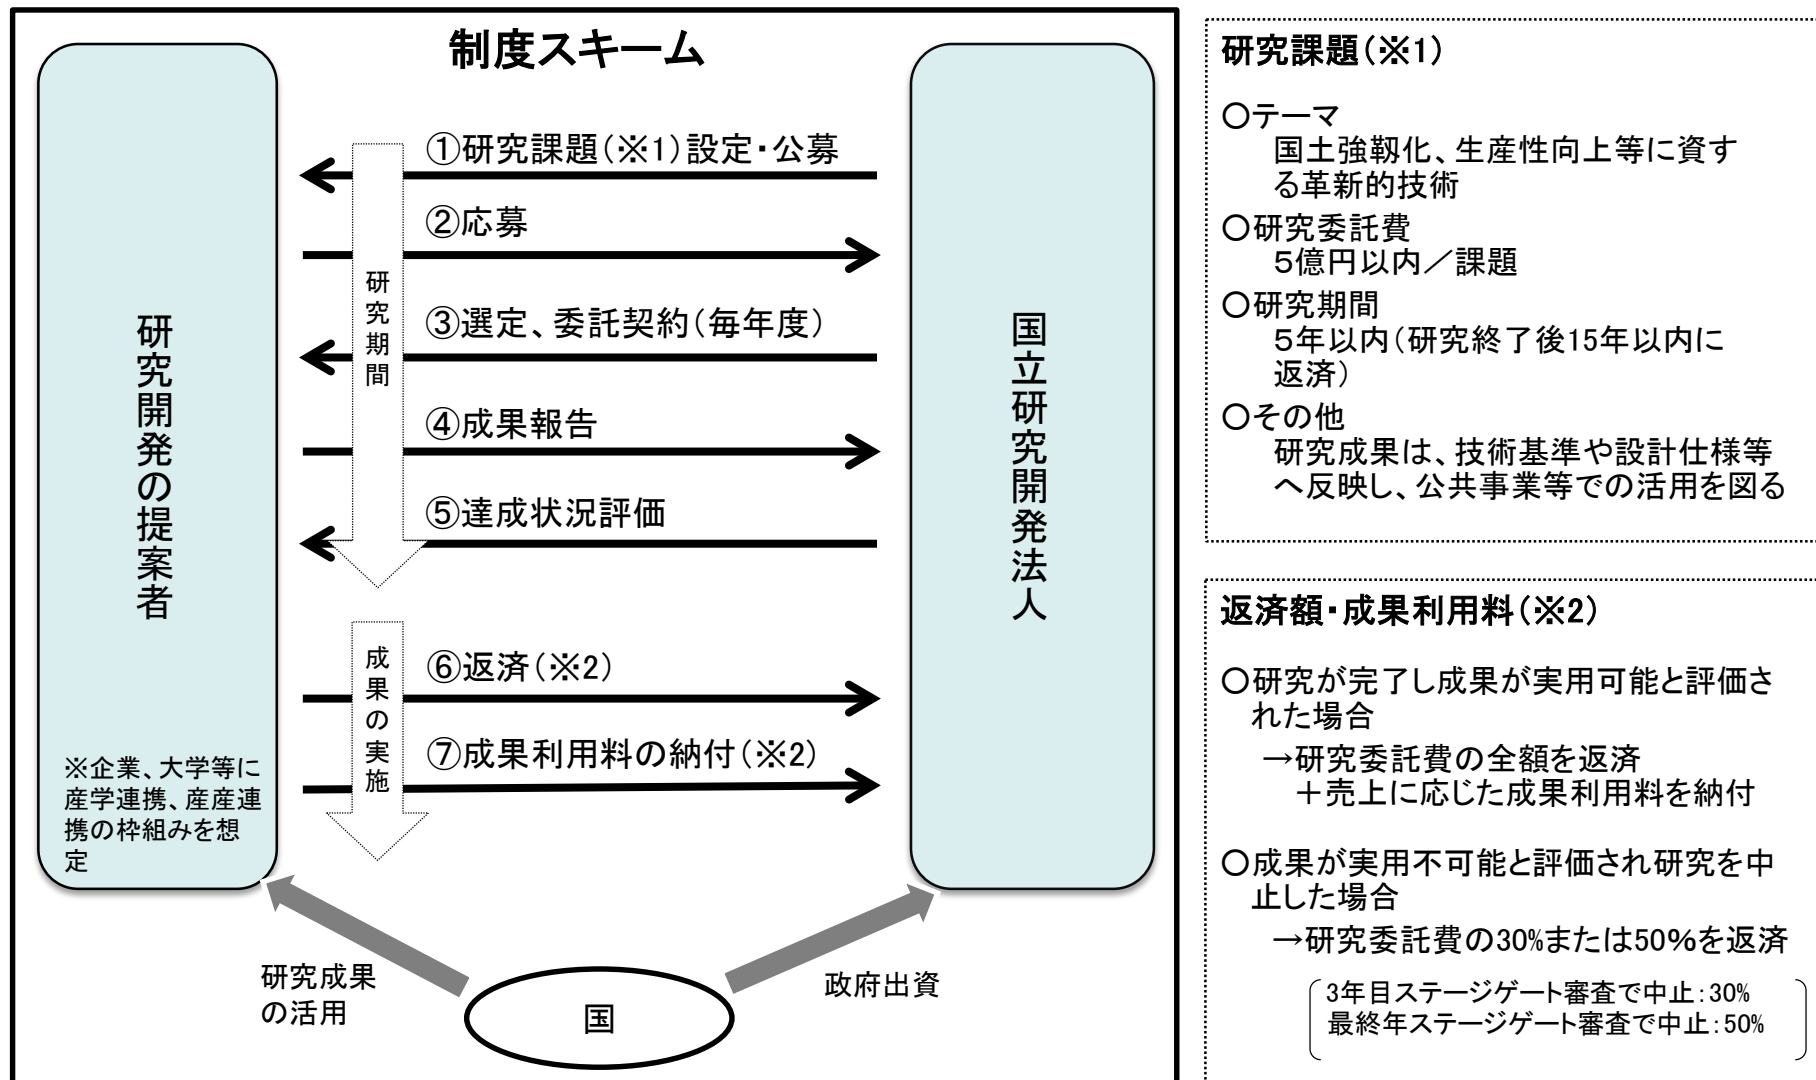 制度スキーム
研究開発の提案者
※企業、大学等に
産学連携、産産連
携の枠組みを想
定
①研究課題(※1)設定・公募
②応募
③選定、委託契約(毎年度)
④成果報告
⑤達成状況評価
研究期間
⑥返済(※2)
⑦成果利用料の納付(※2)
成果の実施
国立研究開発法人
研究成果
の活用
国
政府出資
研究課題(※1)
○テーマ
国土強靱化、生産性向上等に資す
る革新的技術
○研究委託費
5億円以内/課題
○研究期間
5年以内(研究終了後15年以内に
返済)
○その他
研究成果は、技術基準や設計仕様等
へ反映し、公共事業等での活用を図る
返済額・成果利用料(※2)
○研究が完了し成果が実用可能と評価さ
れた場合
→研究委託費の全額を返済
+売上に応じた成果利用料を納付
○成果が実用不可能と評価され研究を中
止した場合
→研究委託費の30%または50%を返済
3年目ステージゲート審査で中止:30%
最終年ステージゲート審査で中止:50%